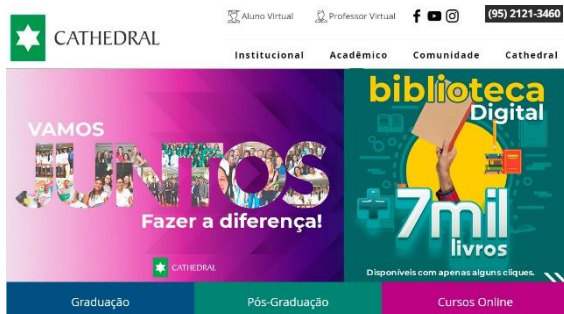 Aluno Virtual
Professor Virtual
(95) 2121-3460
CATHEDRAL
Institucional
Acadêmico
Comunidade
Cathedral
VAMOS
JUNTOS
Fazer a diferença!
CATHEDRAL
biblioteca
Digital
7mil
livros
Disponíveis com apenas alguns cliques.
Graduação
Pós-Graduação
Cursos Online